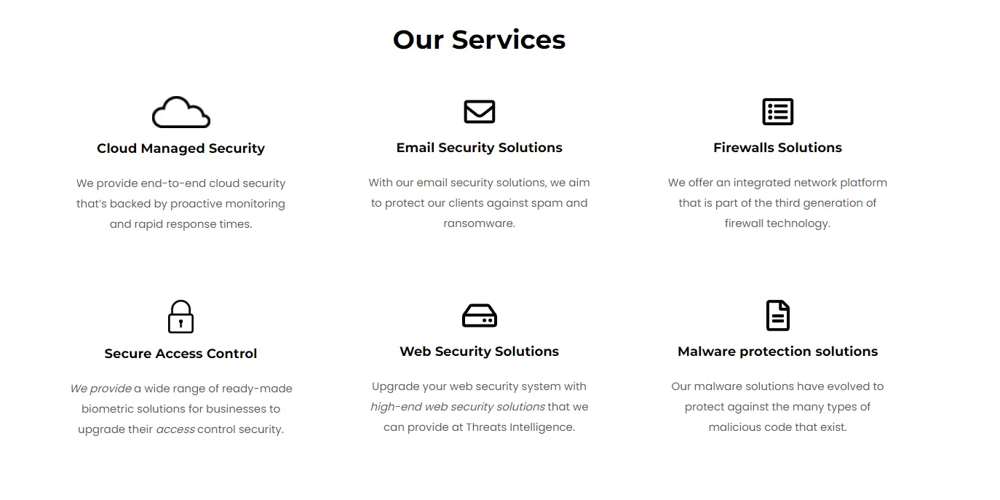 Our Services
Cloud Managed Security
We provide end-to-end cloud security
that's backed by proactive monitoring
and rapid response times.
Email Security Solutions
With our email security solutions, we aim
to protect our clients against spam and
ransomware.
Firewalls Solutions
We offer an integrated network platform
that is part of the third generation of
firewall technology.
Secure Access Control
We provide a wide range of ready-made
biometric solutions for businesses to
upgrade their access control security.
Web Security Solutions
Upgrade your web security system with
high-end web security solutions that we
can provide at Threats Intelligence.
Malware protection solutions
Our malware solutions have evolved to
protect against the many types of
malicious code that exist.